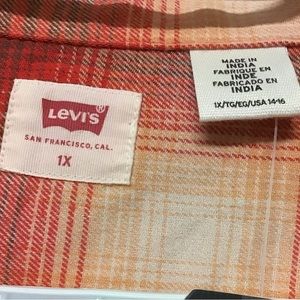 Levi's
SAN FRANCISCO, CAL.
1X
MADE IN
INDIA
FABRIQUE EN
INDE
FABRICADO EN
INDIA
1X/TG/EG/USA 14-16